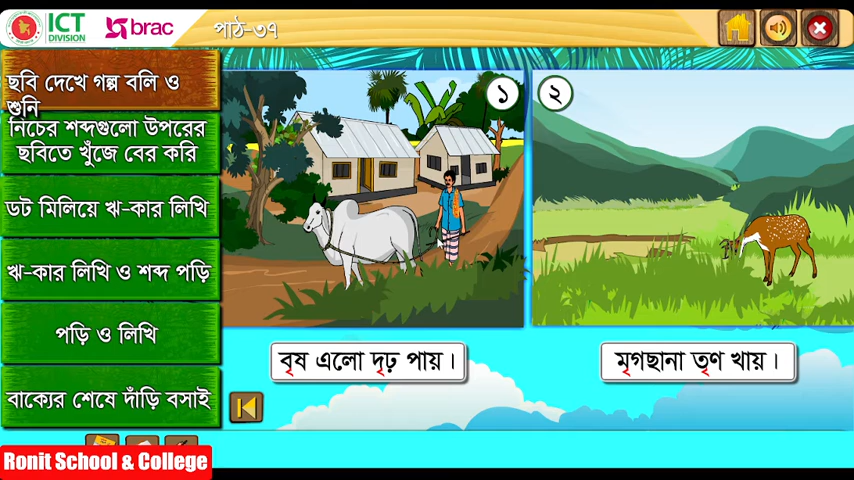 ICT
DIVISION
brac
পাঠ-৩৭
ছবি দেখে গল্প বলি ও
শুনি
নিচের শব্দগুলো উপরের
ছবিতে খুঁজে বের করি
ডট মিলিয়ে ঋ-কার লিখি
ঋ-কার লিখি ও শব্দ পড়ি
পড়ি ও লিখি
বাক্যের শেষে দাঁড়ি বসাই
১
২
বৃষ এলো দৃঢ় পায়।
মৃগছানা তৃণ খায়।
Ronit School & College